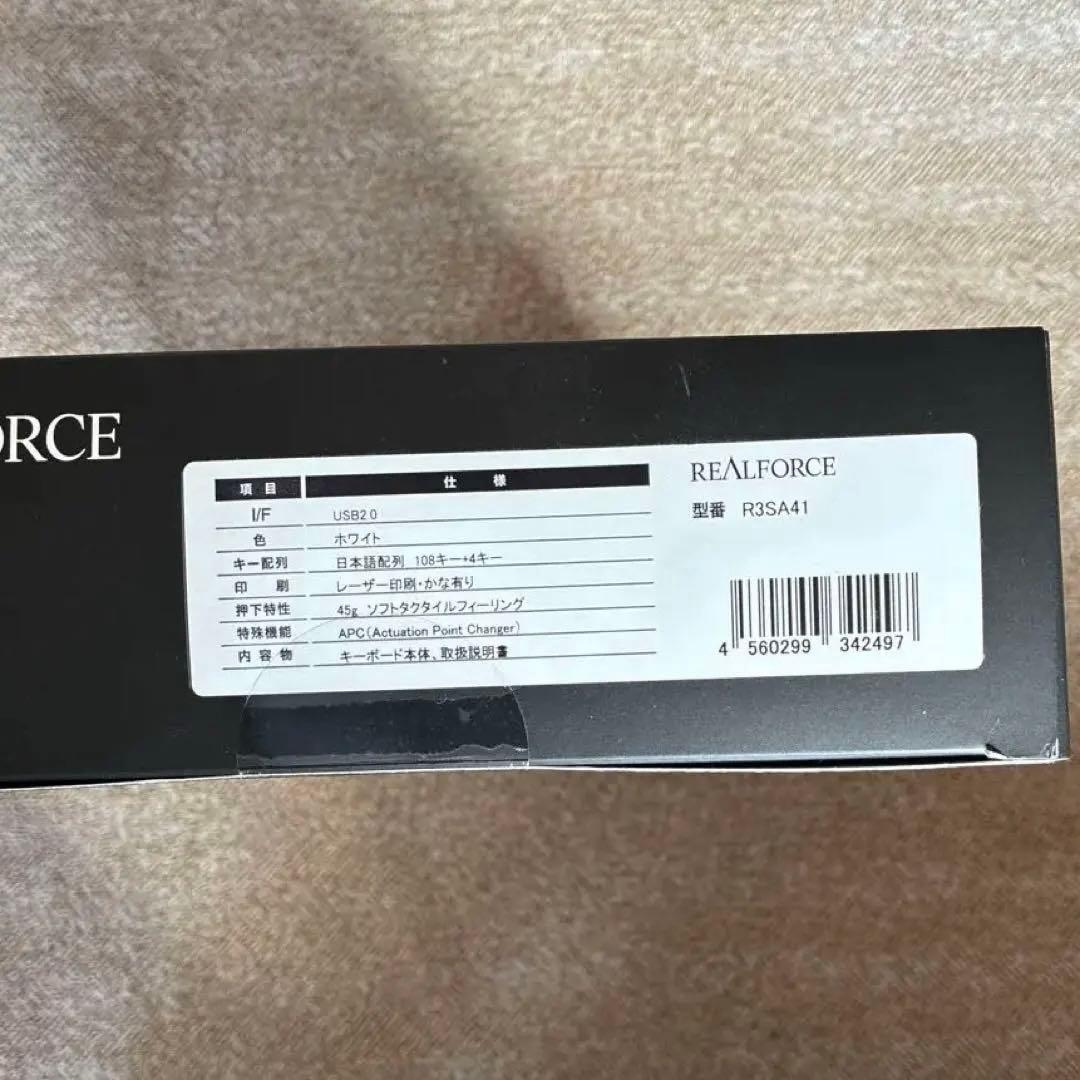 ORCE
項目 仕様
I/F USB2.0
色 ホワイト
キー配列 日本語配列 108キー+4キー
印刷 レーザー印刷・かな有り
押下特性 45g ソフトタクタイルフィーリング
特殊機能 APC(Actuation Point Changer)
内容物 キーボード本体、取扱説明書
REALFORCE
型番 R3SA41
4 560299 342497